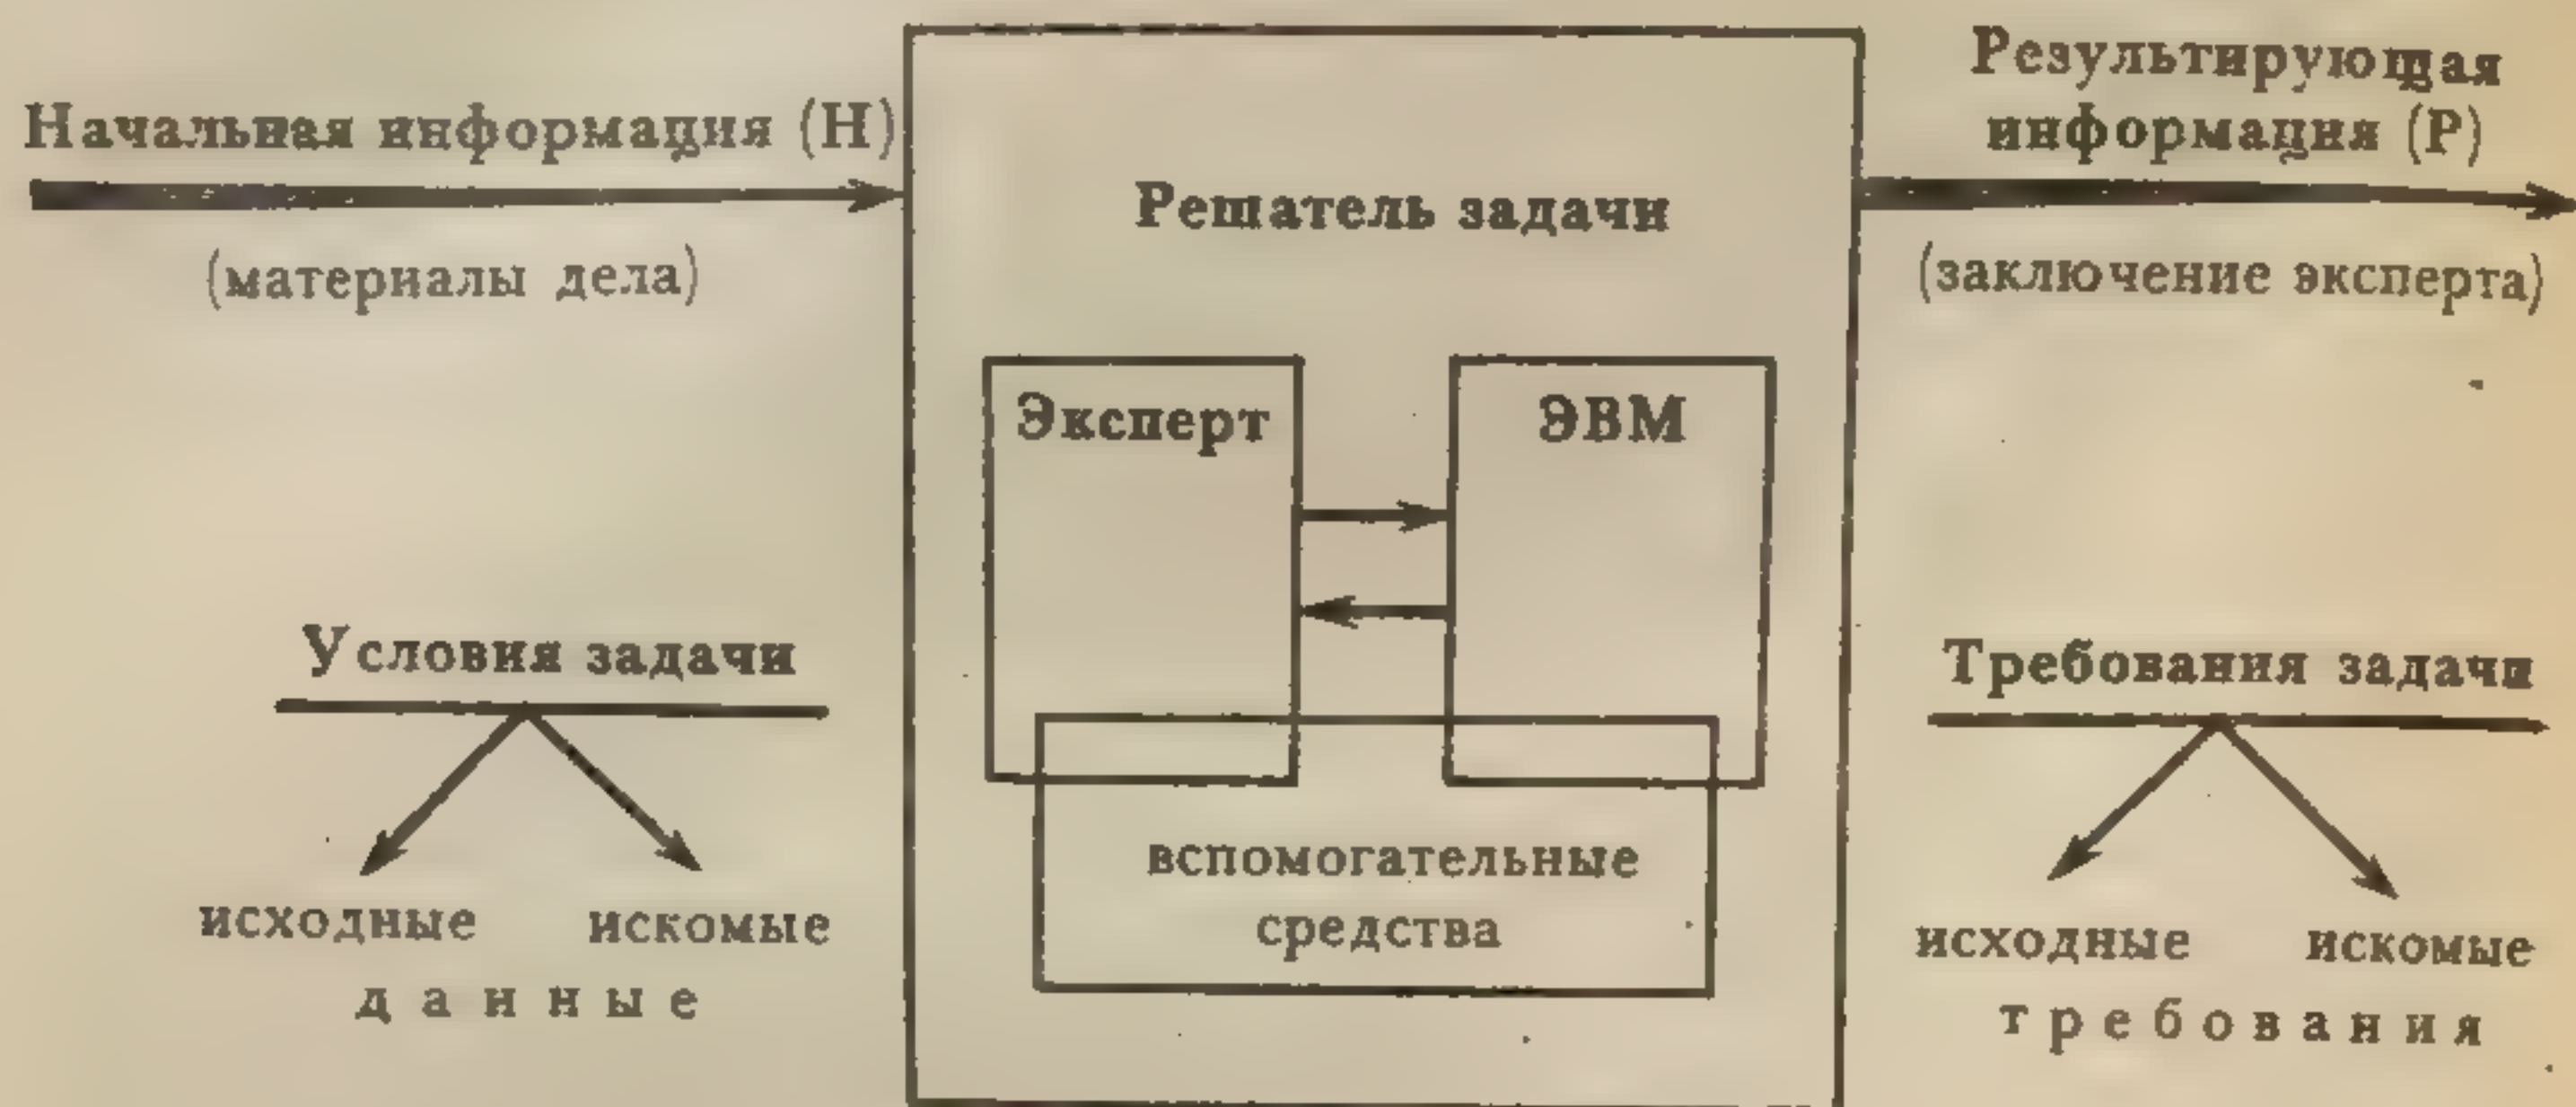 Начальная информация (Н)
(материалы дела)
Условия задачи
исходные искомые
данные
Решатель задачи
Эксперт
ЭВМ
вспомогательные
средства
Результирующая
информация (Р)
(заключение эксперта)
Требования задачи
исходные искомые
требования